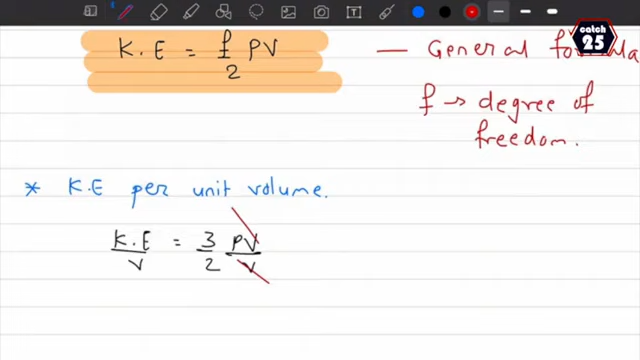 catch
25
K.E = f/2 PV
— General formula
f → degree of
freedom.
* K.E per unit volume.
K.E/V = 3/2 PV/V